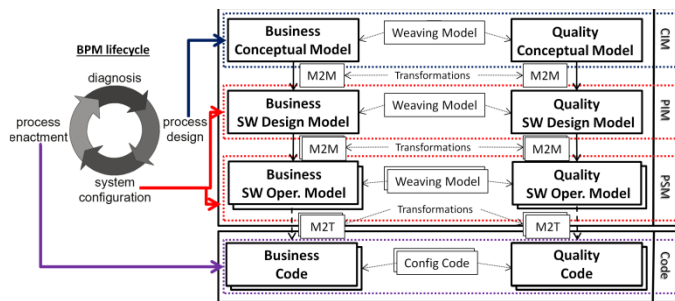 BPM lifecycle
diagnosis
process
enactment
process
design
system
configuration
Business
Conceptual Model
Weaving Model
Quality
Conceptual Model
CIM
M2M
Transformations
M2M
Business
SW Design Model
Weaving Model
Quality
SW Design Model
PIM
M2M
Transformations
M2M
Business
SW Oper. Model
Weaving Model
Quality
SW Oper. Model
PSM
M2T
Transformations
M2T
Business
Code
Config Code
Quality
Code
Code